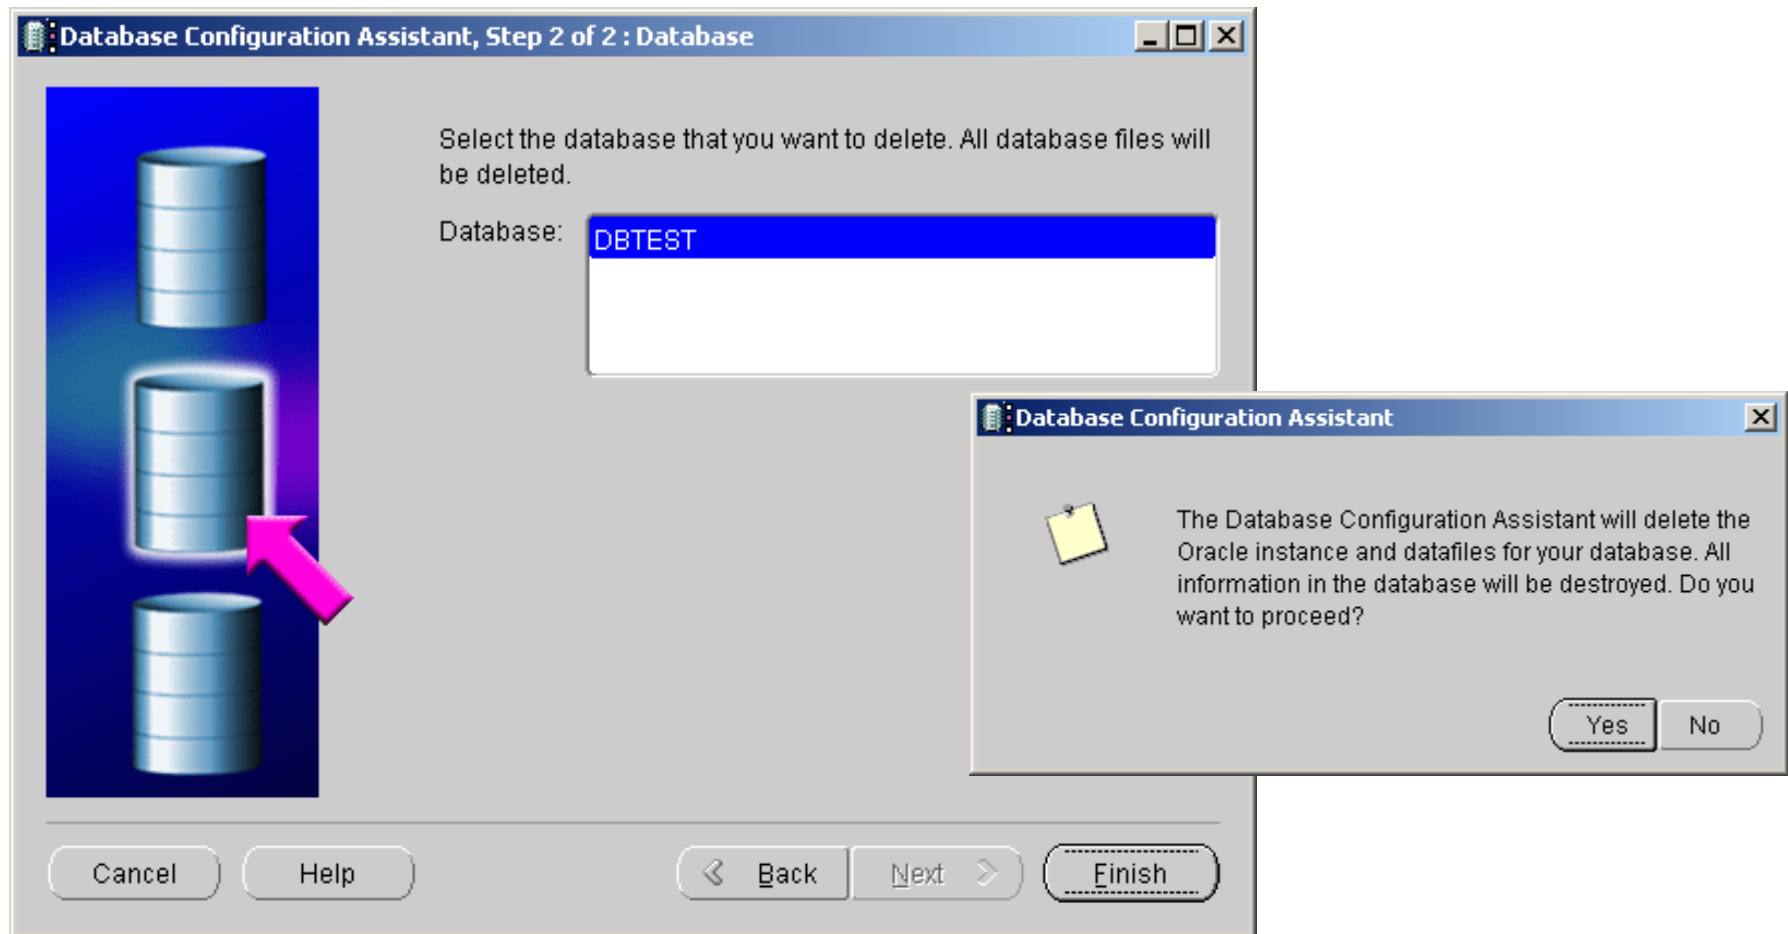 Database Configuration Assistant, Step 2 of 2 : Database
Select the database that you want to delete. All database files will
be deleted.
Database:
DBTEST
Database Configuration Assistant
The Database Configuration Assistant will delete the
Oracle instance and datafiles for your database. All
information in the database will be destroyed. Do you
want to proceed?
Yes
No
Cancel
Help
Back
Next
Finish